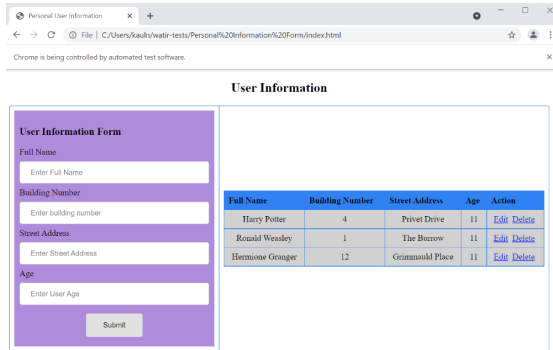 Personal User Information
File | C:/Users/kauln/watir-tests/Personal%20Information%20Form/index.html
Chrome is being controlled by automated test software.
User Information
User Information Form
Full Name
Enter Full Name
Building Number
Enter building number
Street Address
Enter Street Address
Age
Enter User Age
Submit
Full Name Building Number Street Address Age Action
Harry Potter 4 Privet Drive 11 Edit Delete
Ronald Weasley 1 The Burrow 11 Edit Delete
Hermione Granger 12 Grimmauld Place 11 Edit Delete